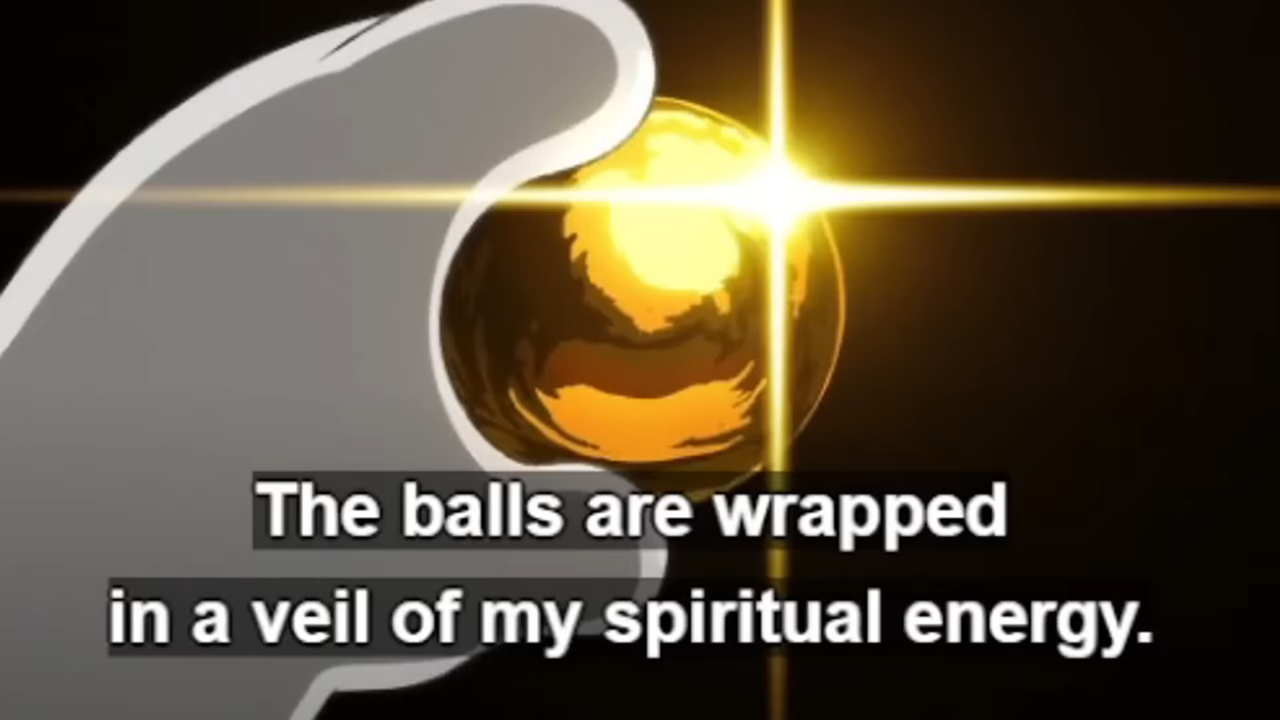 The balls are wrapped
in a veil of my spiritual energy.